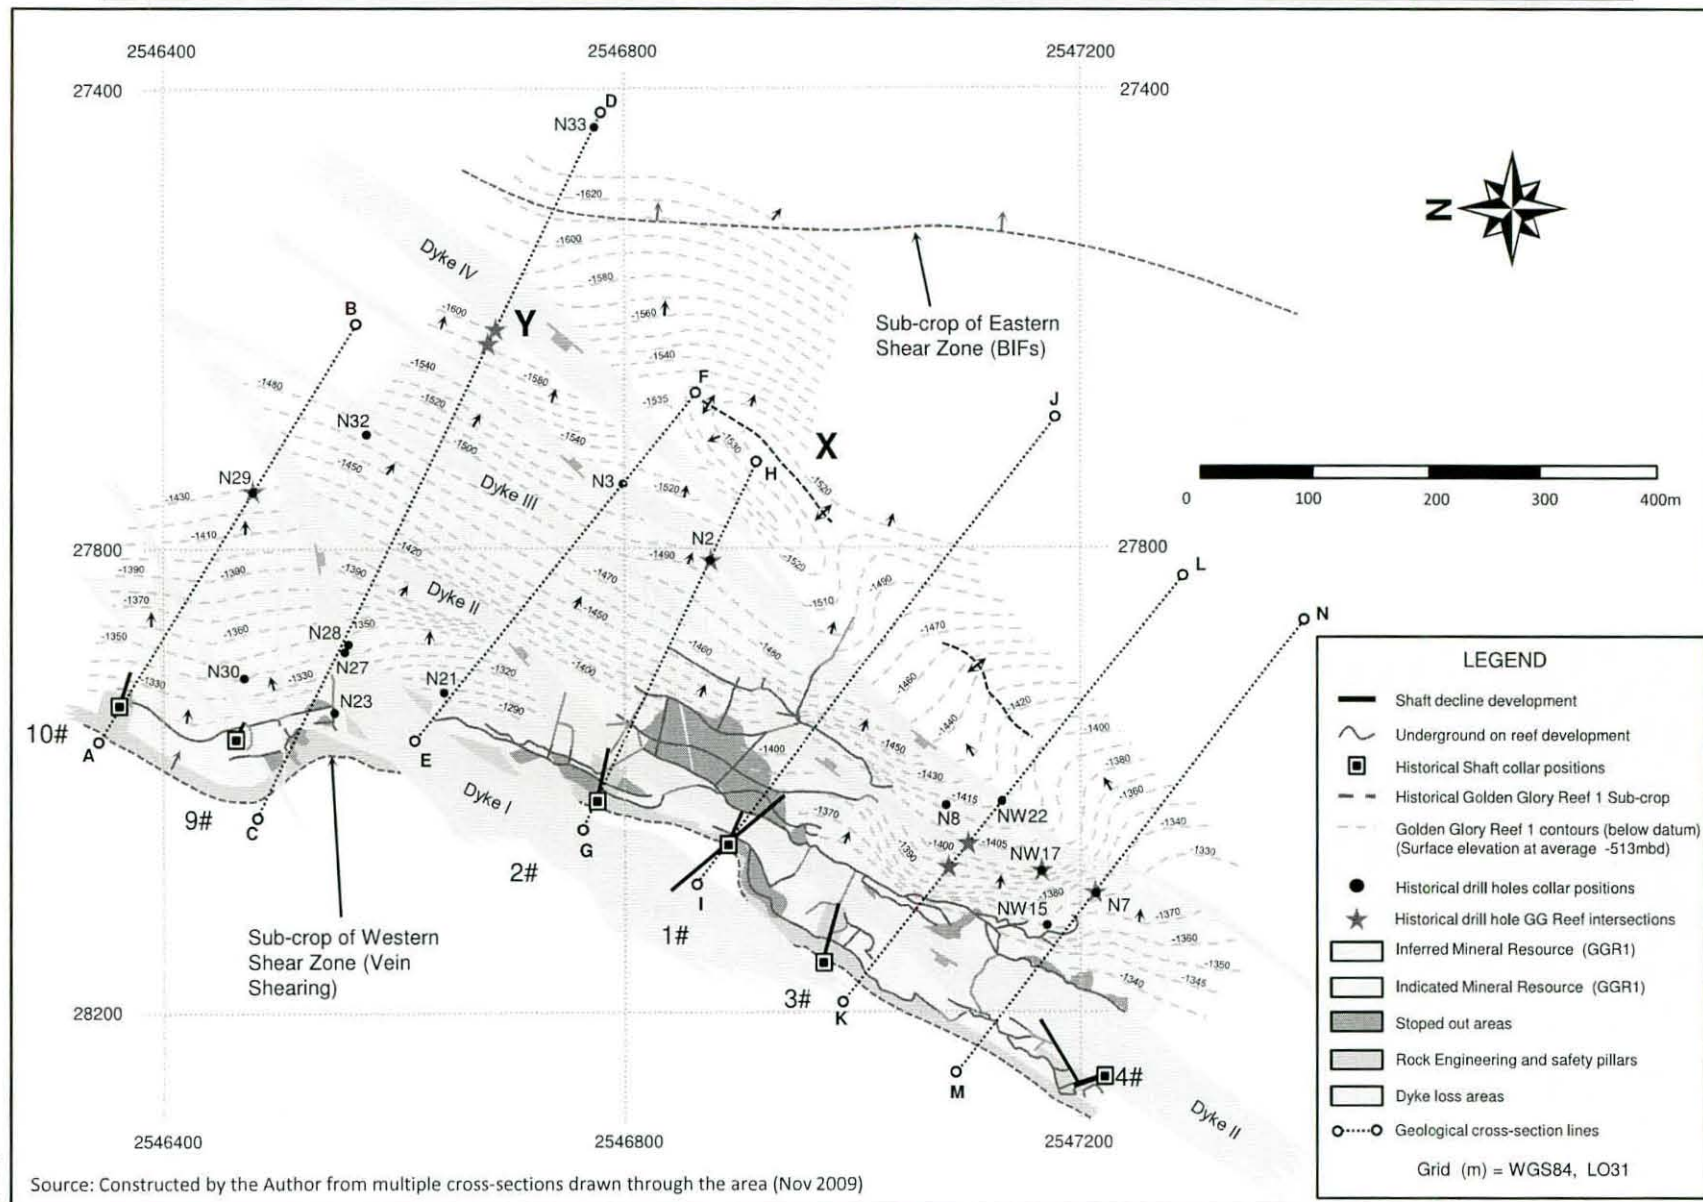 2546400
2546800
2547200
27400
27400
D
N33
N
-1620
-1600
-1580
-1560
-1540
Dyke IV
-1600
B
Y
Sub-crop of Eastern
Shear Zone (BIFs)
-1540
-1580
-1480
-1520
F
-1535
J
N32
-1540
-1530
X
-1500
H
-1450
N29
N3
-1520
-1520
-1430
Dyke III
0 100 200 300 400m
-1410
27800
-1420
-1490
N2
27800
-1390
-1390
-1390
-1470
-1520
-1490
L
-1370
Dyke II
-1450
-1510
N
-1350
-1360
N28
-1350
-1460
-1480
-1470
N27
-1330
N30
-1330
N21
-1320
-1400
-1460
-1420
N23
-1290
-1440
-1400
10#
A
E
-1400
-1450
-1380
9#
C
Dyke I
-1430
-1360
-1370
-1415
N8
NW22
-1340
G
-1390
-1400
-1405
-1330
2#
NW17
I
-1380
N7
1#
NW15
-1370
-1360
Sub-crop of Western
Shear Zone (Vein
Shearing)
-1350
-1340
-1345
3#
K
28200
28200
M
4#
Dyke II
2546400
2546800
2547200
LEGEND
Shaft decline development
Underground on reef development
Historical Shaft collar positions
Historical Golden Glory Reef 1 Sub-crop
Golden Glory Reef 1 contours (below datum)
(Surface elevation at average -513mbd)
Historical drill holes collar positions
Historical drill hole GG Reef intersections
Inferred Mineral Resource (GGR1)
Indicated Mineral Resource (GGR1)
Stoped out areas
Rock Engineering and safety pillars
Dyke loss areas
Geological cross-section lines
Grid (m) = WGS84, LO31
Source: Constructed by the Author from multiple cross-sections drawn through the area (Nov 2009)